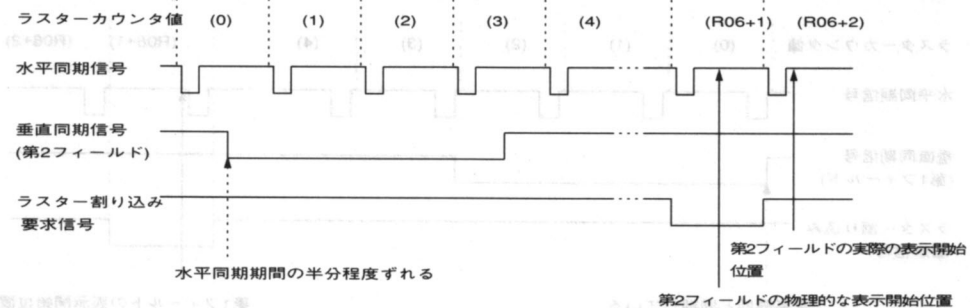 ラスターカウンタ値 (0) (1) (2) (3) (4) (R06+1) (R06+2)
水平同期信号
垂直同期信号
(第2フィールド)
ラスター割り込み
要求信号
水平同期期間の半分程度ずれる
第2フィールドの実際の表示開始
位置
第2フィールドの物理的な表示開始位置